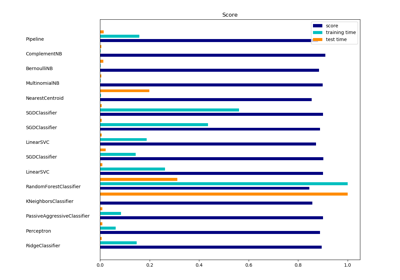 Score
score
training time
test time
Pipeline
ComplementNB
BernoulliNB
MultinomialNB
NearestCentroid
SGDClassifier
SGDClassifier
LinearSVC
SGDClassifier
LinearSVC
RandomForestClassifier
KNeighborsClassifier
PassiveAggressiveClassifier
Perceptron
RidgeClassifier
0.0 0.2 0.4 0.6 0.8 1.0